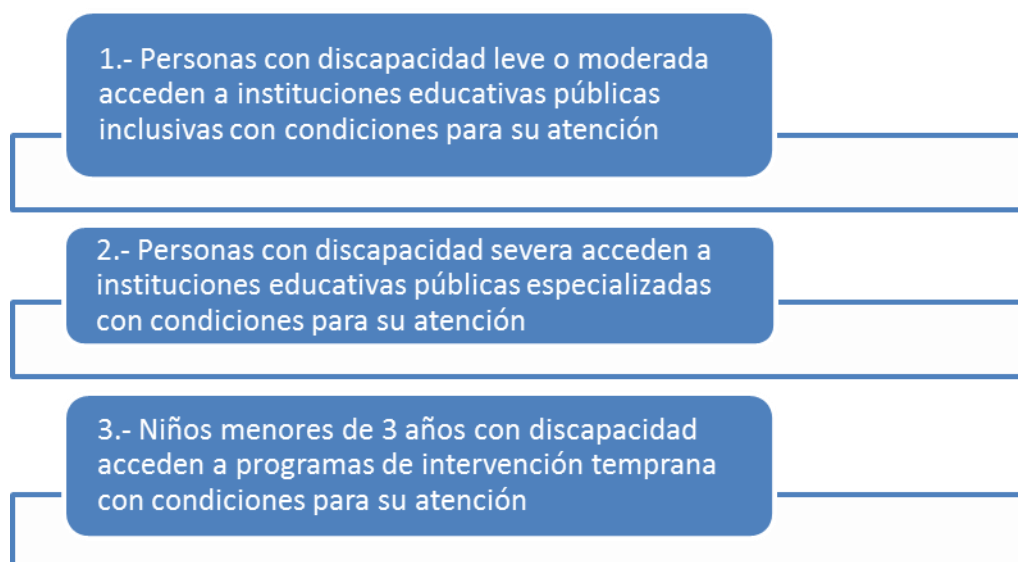 1.- Personas con discapacidad leve o moderada
acceden a instituciones educativas públicas
inclusivas con condiciones para su atención
2.- Personas con discapacidad severa acceden a
instituciones educativas públicas especializadas
con condiciones para su atención
3.- Niños menores de 3 años con discapacidad
acceden a programas de intervención temprana
con condiciones para su atención